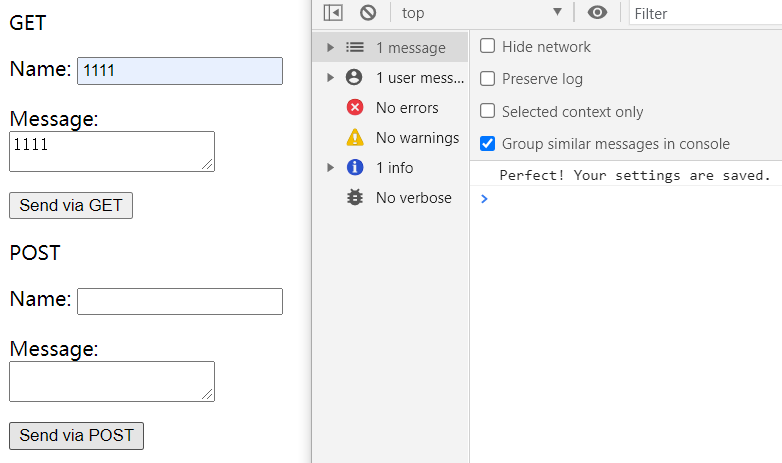 GET
Name: 1111
Message:
1111
Send via GET
POST
Name:
Message:
Send via POST
top
Filter
1 message
1 user mess...
No errors
No warnings
1 info
No verbose
Hide network
Preserve log
Selected context only
Group similar messages in console
Perfect! Your settings are saved.